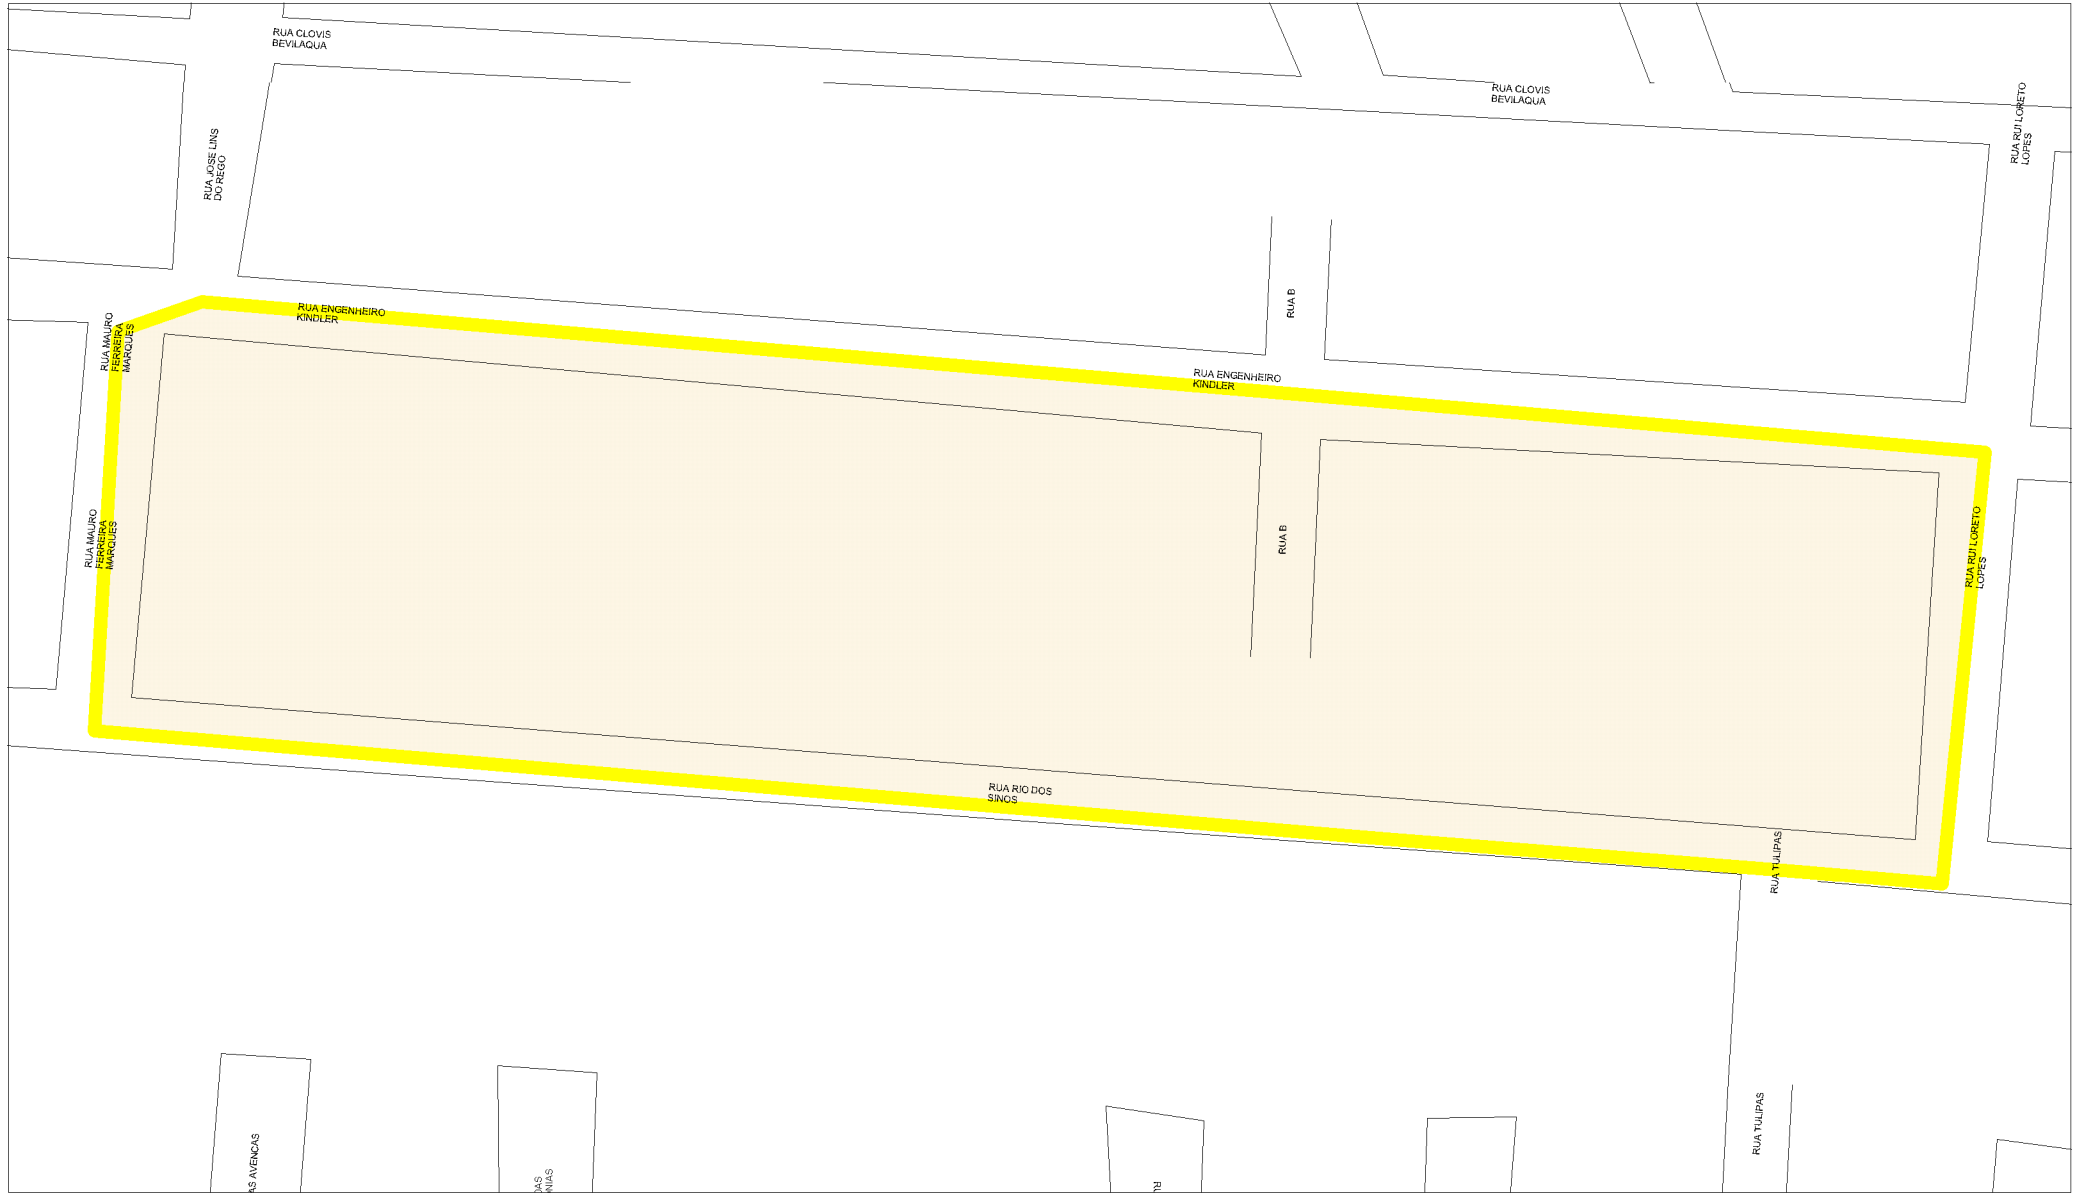 RUA CLOVIS
BEVILAQUA
RUA CLOVIS
BEVILAQUA
RUA RUI LORETO
LOPES
RUA JOSE LINS
DO REGO
RUA B
RUA ENGENHEIRO
KINDLER
RUA MAURO
FERREIRA
MARQUES
RUA ENGENHEIRO
KINDLER
RUA B
RUA MAURO
FERREIRA
MARQUES
RUA RUI LORETO
LOPES
RUA RIO DOS
SINOS
RUA TULIPAS
RUA TULIPAS
AS AVENCAS